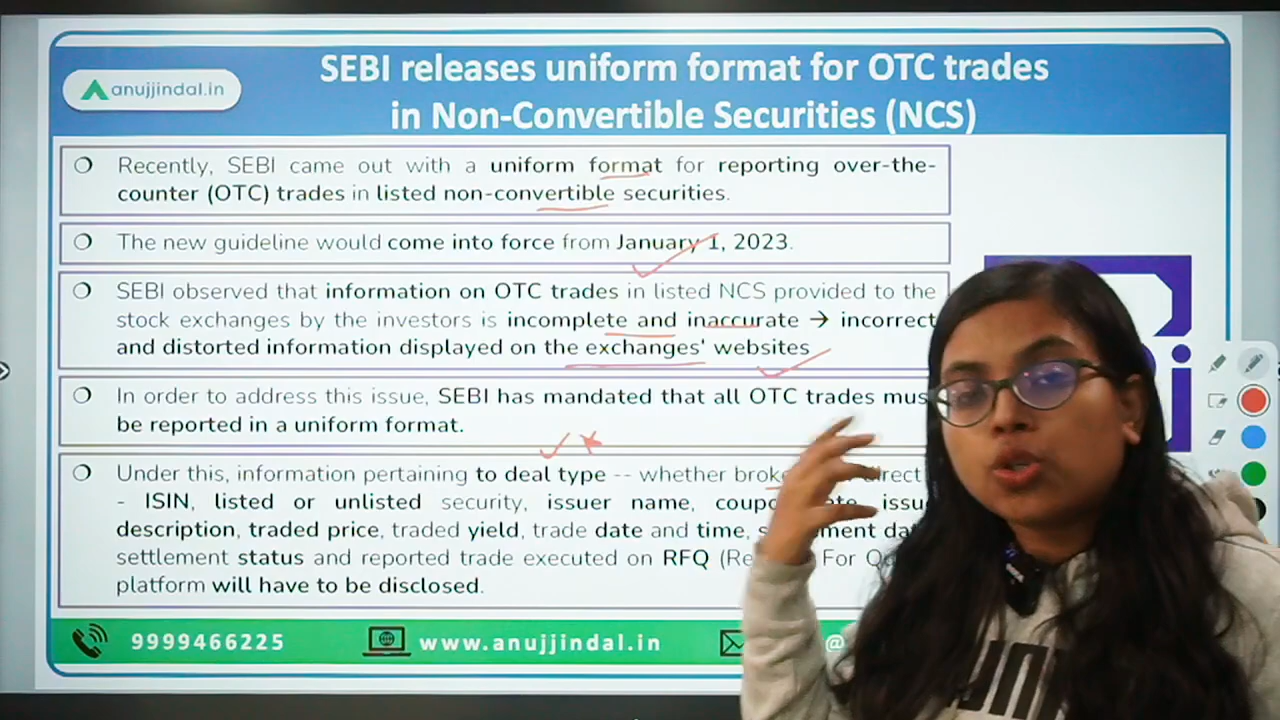 SEBI releases uniform format for OTC trades
anujjindal.in
in Non-Convertible Securities (NCS)
Recently, SEBI came out with a uniform format for reporting over-the-
counter (OTC) trades in listed non-convertible securities.
The new guideline would come into force from January 1, 2023.
SEBI observed that information on OTC trades in listed NCS provided to the
stock exchanges by the investors is incomplete and inaccurate → incorrect
and distorted information displayed on the exchanges' websites
In order to address this issue, SEBI has mandated that all OTC trades
be reported in a uniform format.
Under this, information pertaining to deal type -- whether
- ISIN, listed or unlisted security, issuer name,
description, traded price, traded yield, trade date and time,
settlement status and reported trade executed on RFQ For
platform will have to be disclosed.
9999466225
www.anujjindal.in
@